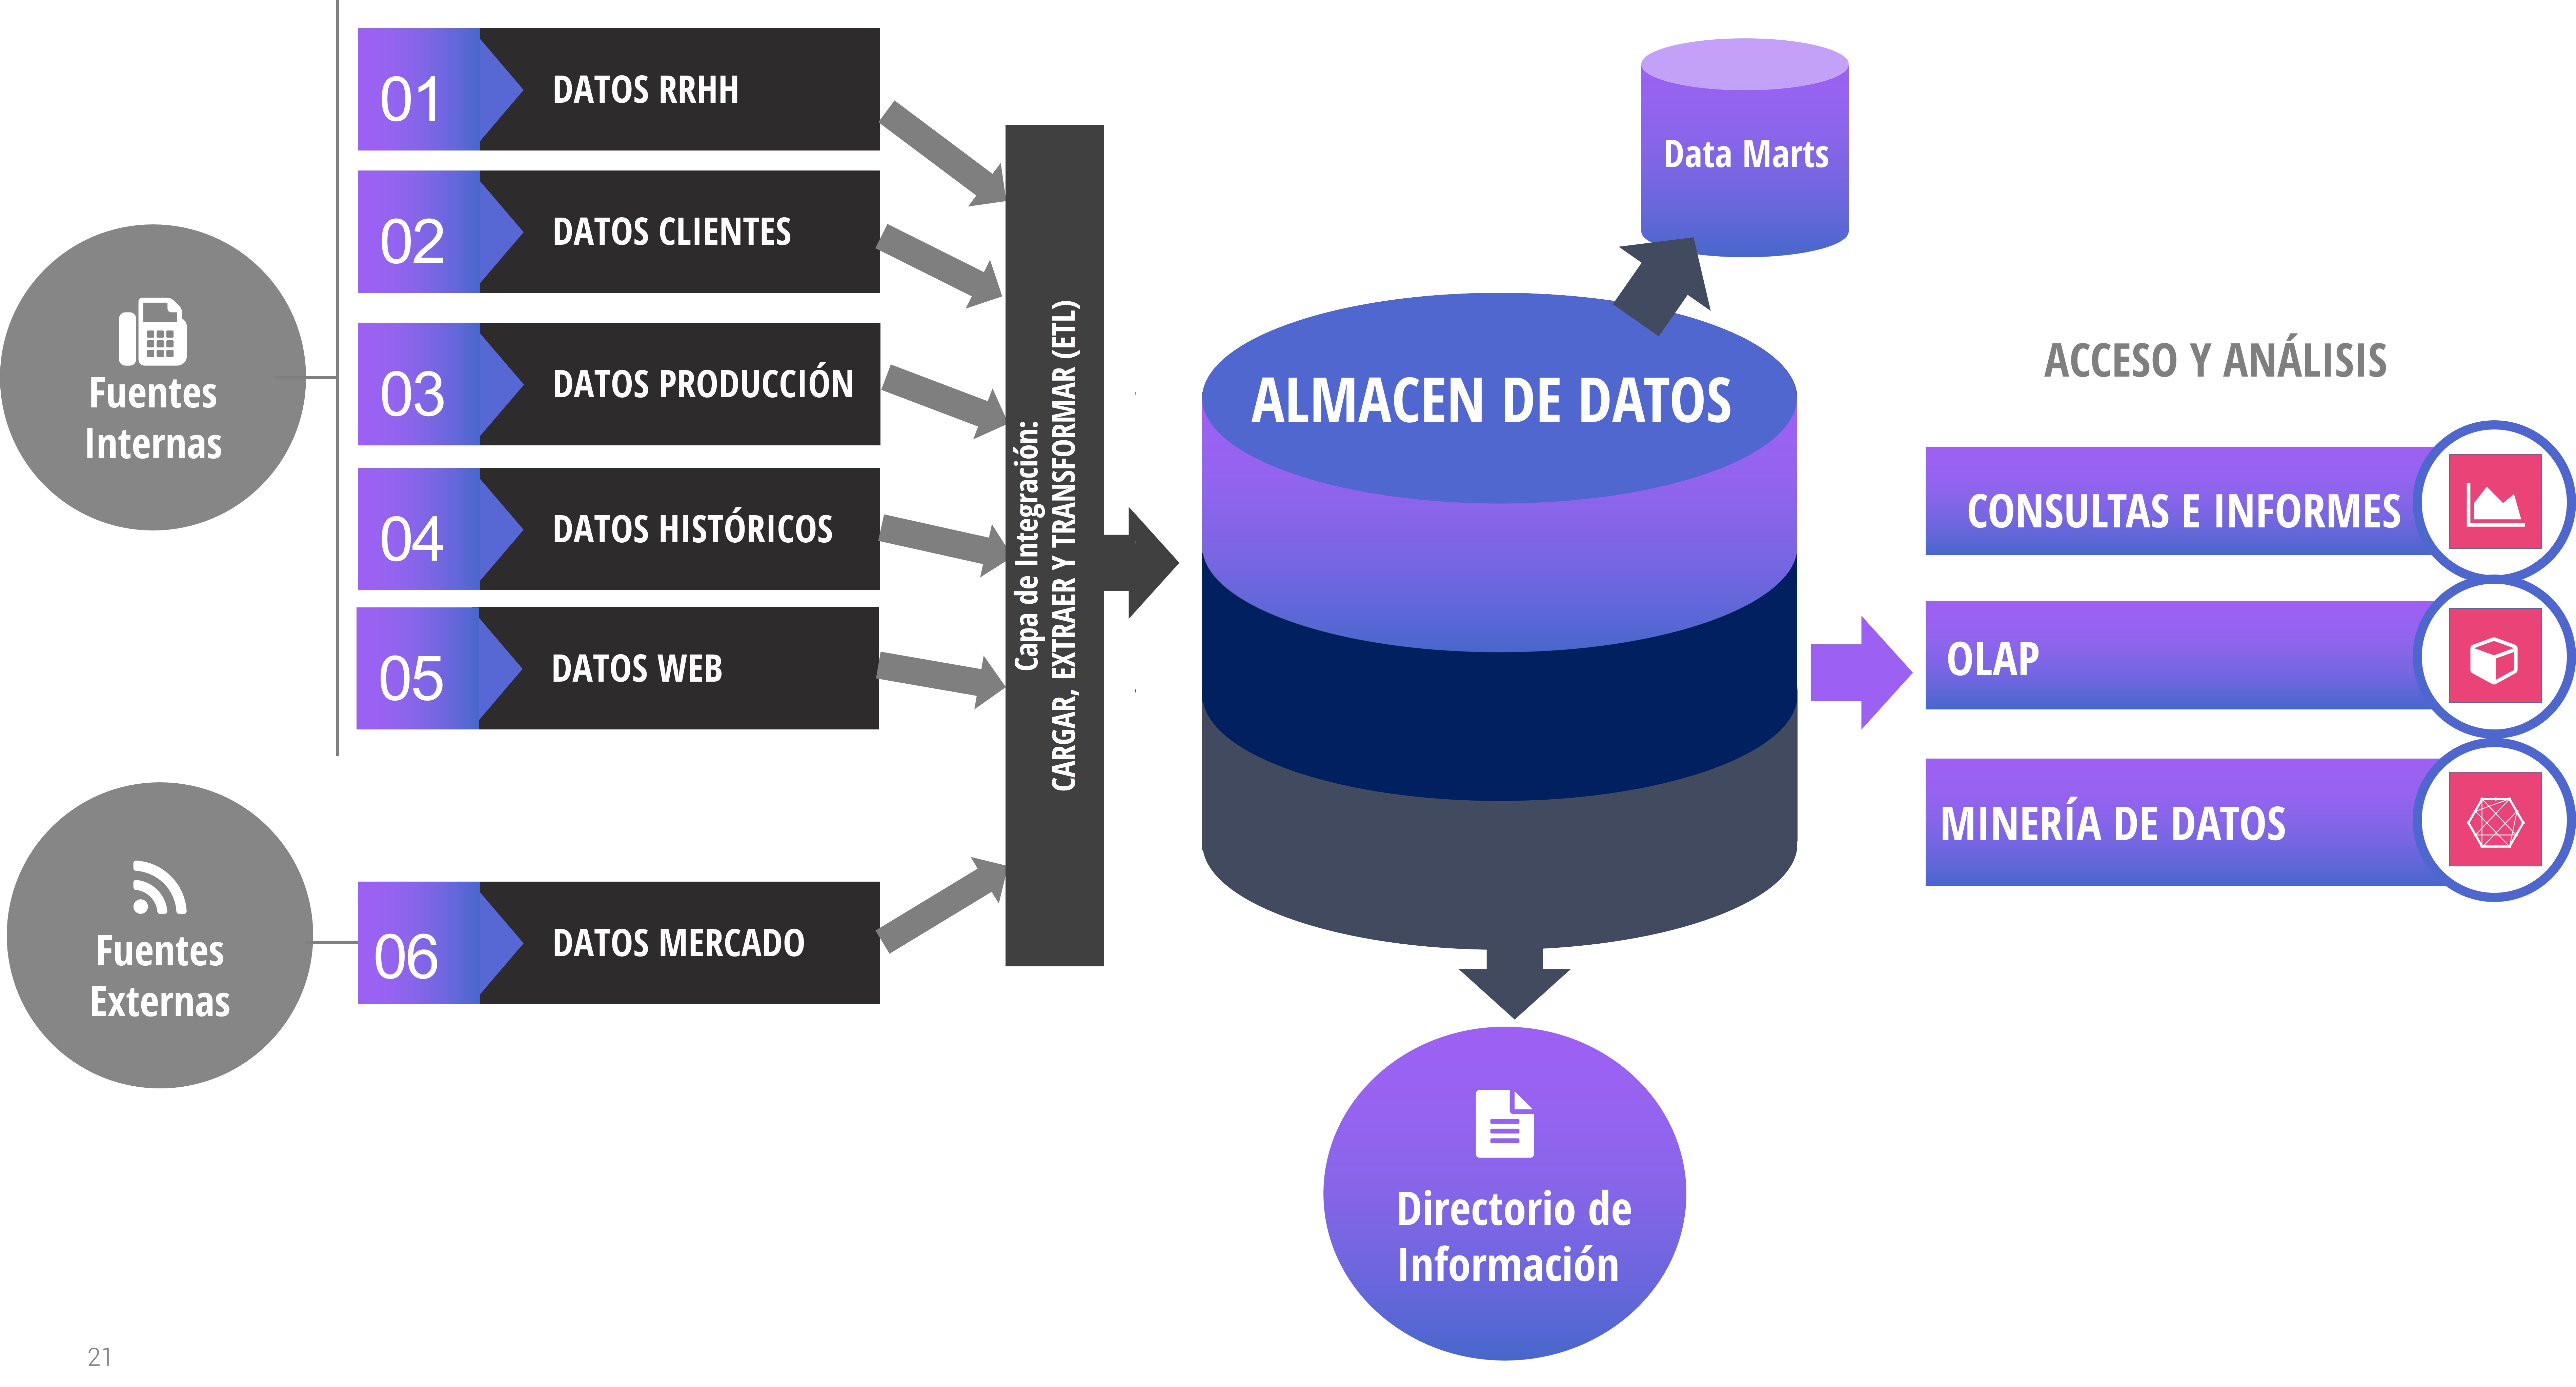 Fuentes
Internas
01
DATOS RRHH
02
DATOS CLIENTES
03
DATOS PRODUCCIÓN
04
DATOS HISTÓRICOS
05
DATOS WEB
Fuentes
Externas
06
DATOS MERCADO
Capa de Integración:
CARGAR, EXTRAER Y TRANSFORMAR (ETL)
ALMACEN DE DATOS
Data Marts
Directorio de
Información
ACCESO Y ANÁLISIS
CONSULTAS E INFORMES
OLAP
MINERÍA DE DATOS
21